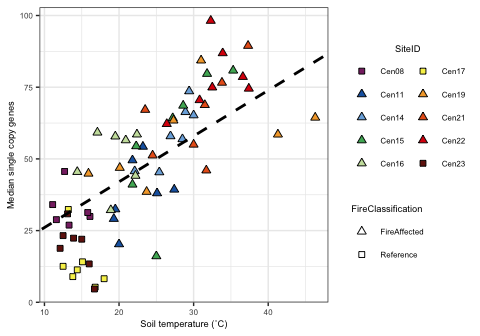 100
75
50
25
0
Median single copy genes
10
20
30
40
Soil temperature (˚C)
SiteID
Cen08
Cen17
Cen11
Cen19
Cen14
Cen21
Cen15
Cen22
Cen16
Cen23
FireClassification
FireAffected
Reference